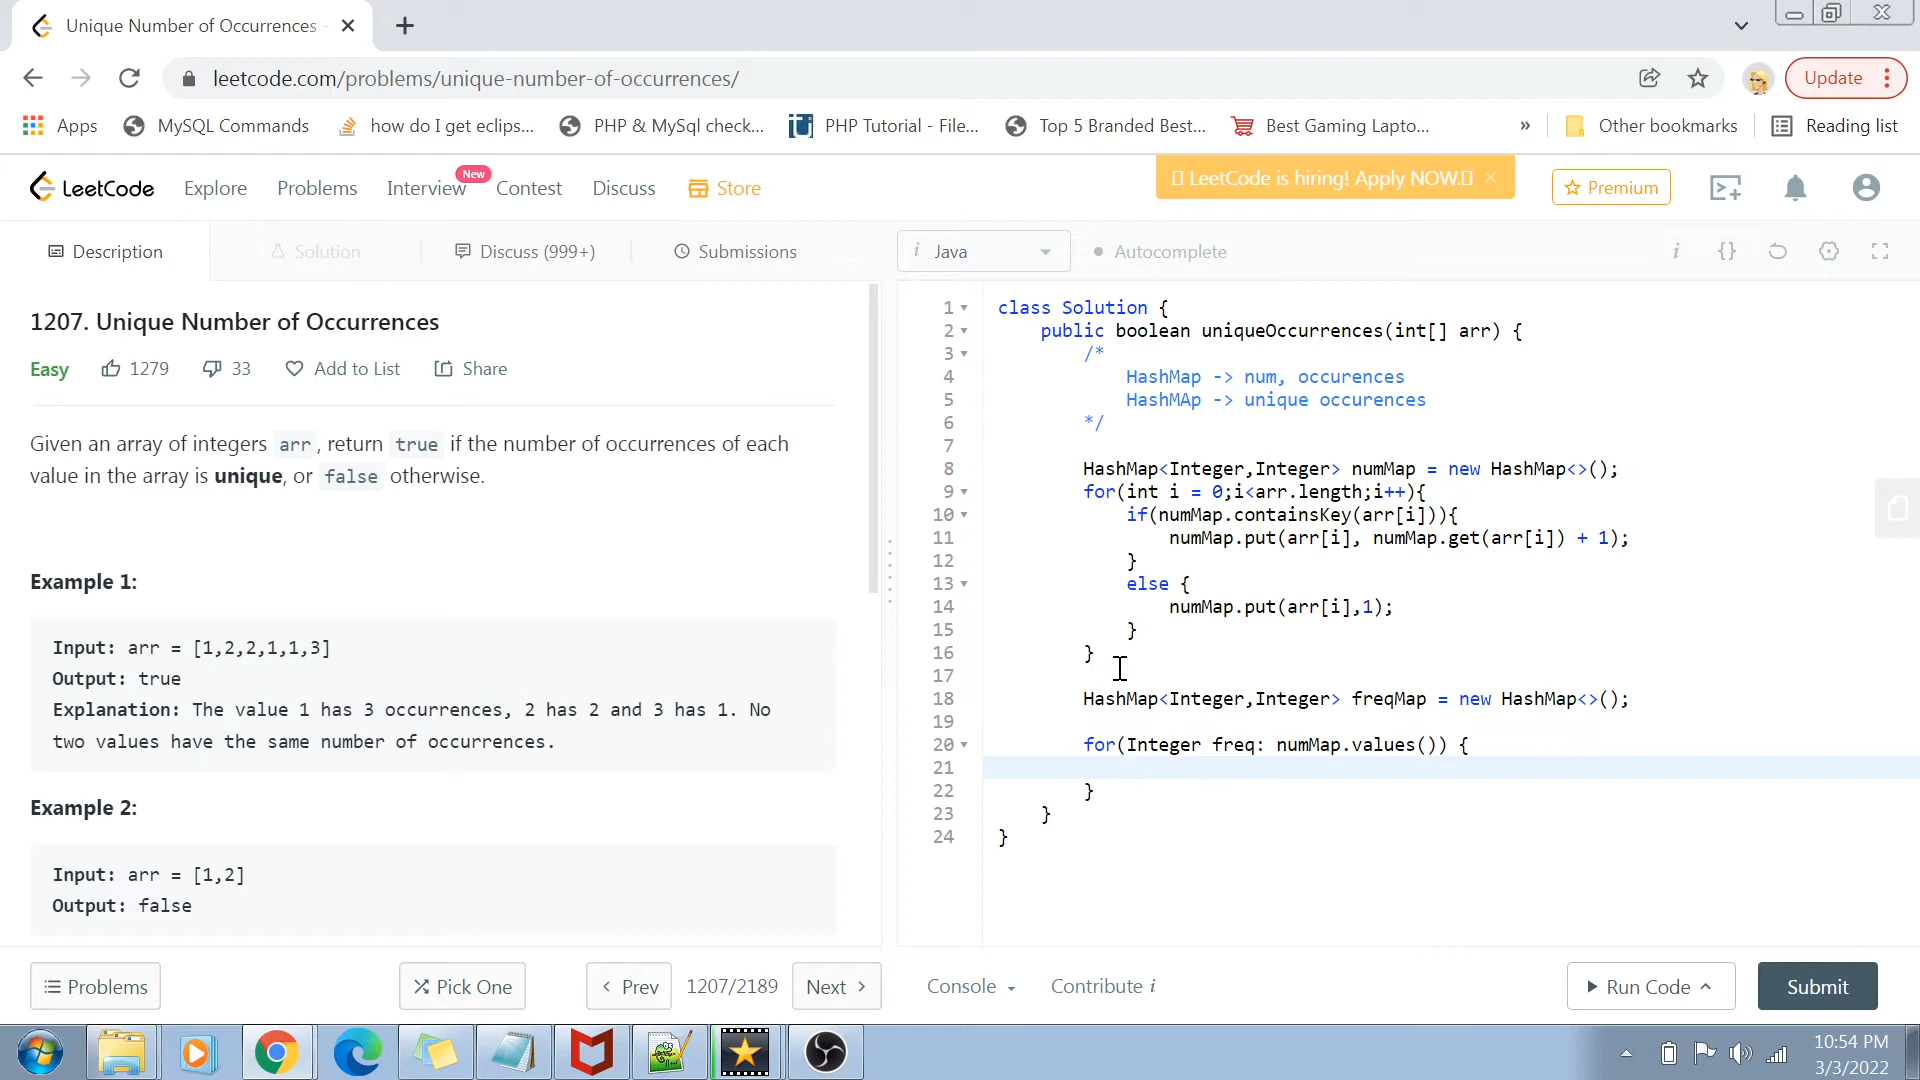 Unique Number of Occurrences -
leetcode.com/problems/unique-number-of-occurrences/
Update
Apps
MySQL Commands
how do I get eclips...
PHP & MySql check...
PHP Tutorial - File...
Top 5 Branded Best...
Best Gaming Lapto...
»
Other bookmarks
Reading list
LeetCode
Explore
Problems
Interview
New
Contest
Discuss
Store
LeetCode is hiring! Apply NOW.
Premium
Description
Solution
Discuss (999+)
Submissions
i Java
Autocomplete
i {}
1207. Unique Number of Occurrences
Easy
1279
33
Add to List
Share
Given an array of integers arr, return true if the number of occurrences of each
value in the array is unique, or false otherwise.
Example 1:
Input: arr = [1,2,2,1,1,3]
Output: true
Explanation: The value 1 has 3 occurrences, 2 has 2 and 3 has 1. No
two values have the same number of occurrences.
Example 2:
Input: arr = [1,2]
Output: false
1 class Solution {
2 public boolean uniqueOccurrences(int[] arr) {
3 /*
4 HashMap -> num, occurences
5 HashMAp -> unique occurences
6 */
7
8 HashMap<Integer,Integer> numMap = new HashMap<>();
9 for(int i = 0;i<arr.length;i++){
10 if(numMap.containsKey(arr[i])){
11 numMap.put(arr[i], numMap.get(arr[i]) + 1);
12 }
13 else {
14 numMap.put(arr[i],1);
15 }
16 }
17
18 HashMap<Integer,Integer> freqMap = new HashMap<>();
19
20 for(Integer freq: numMap.values()) {
21
22 }
23 }
24 }
Problems
Pick One
Prev
1207/2189
Next
Console
Contribute i
Run Code
Submit
10:54 PM
3/3/2022